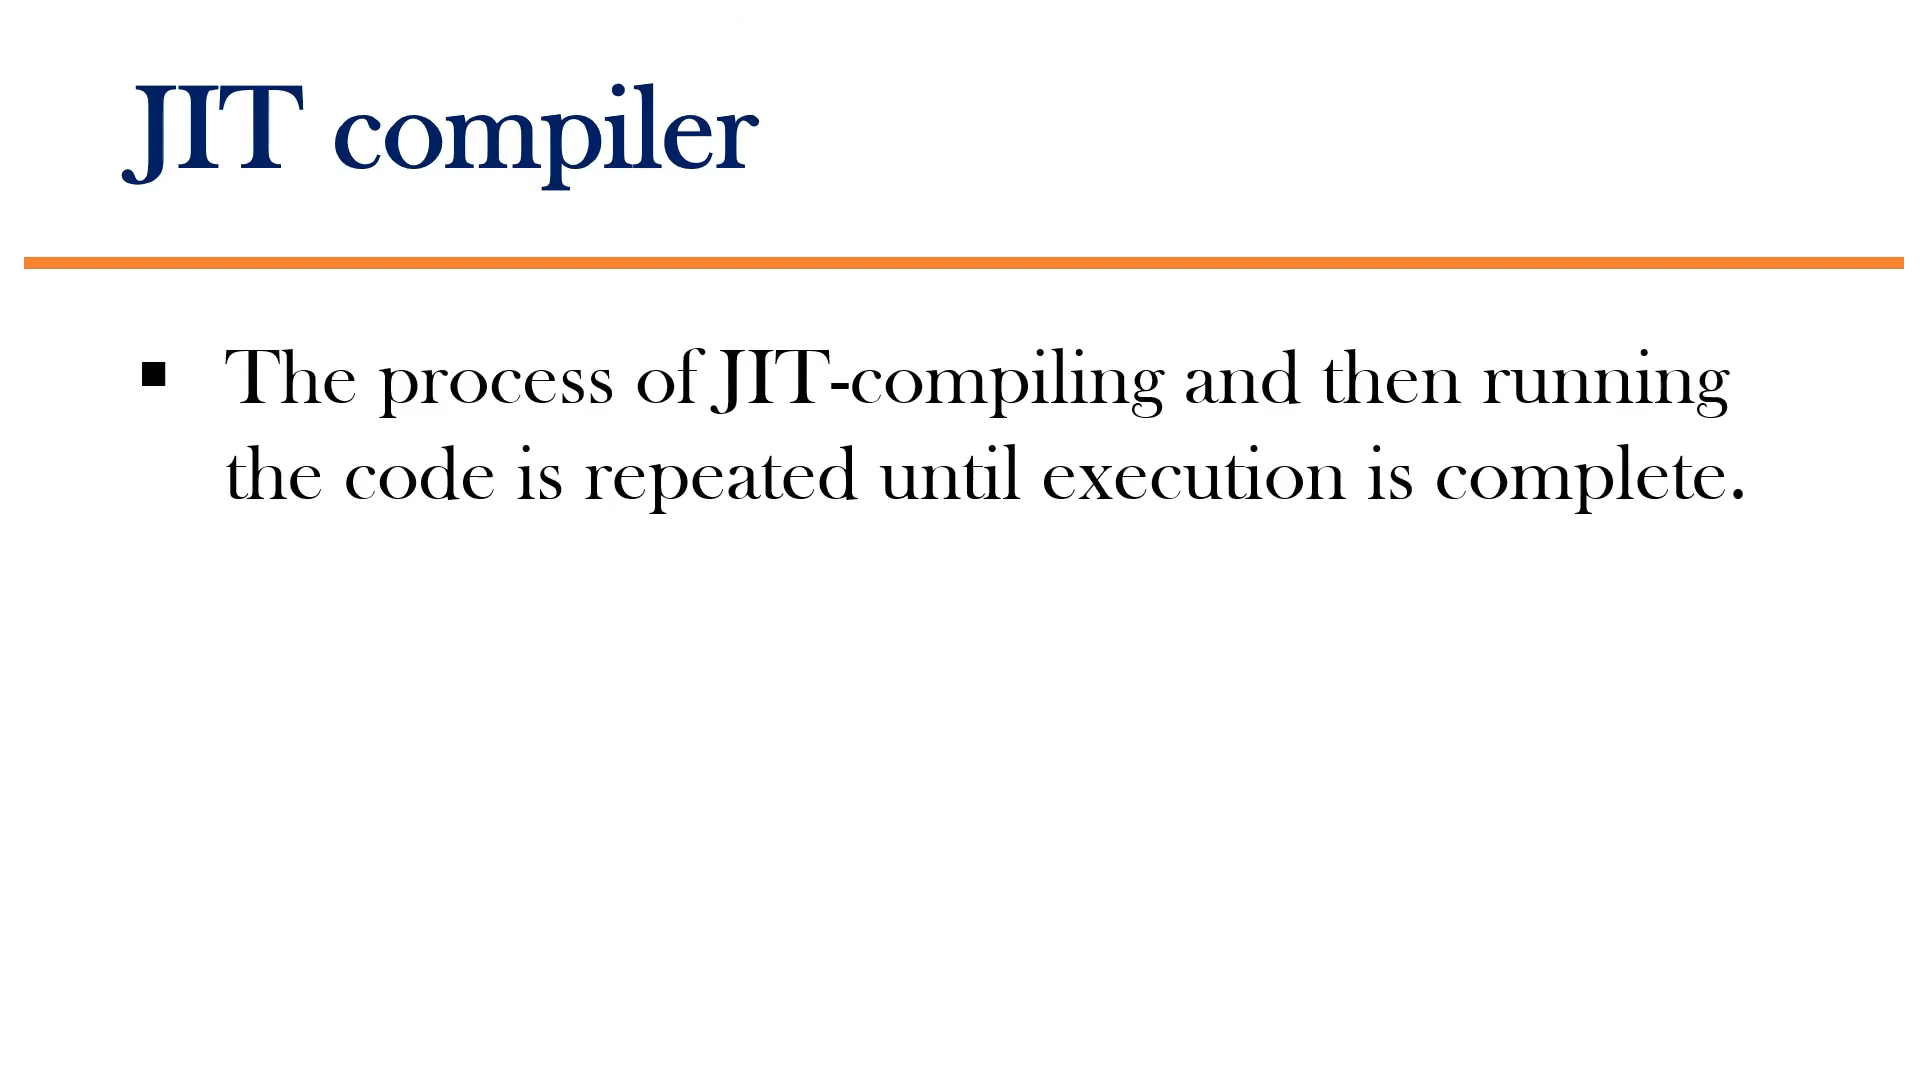 JIT compiler
▪ The process of JIT-compiling and then running
the code is repeated until execution is complete.